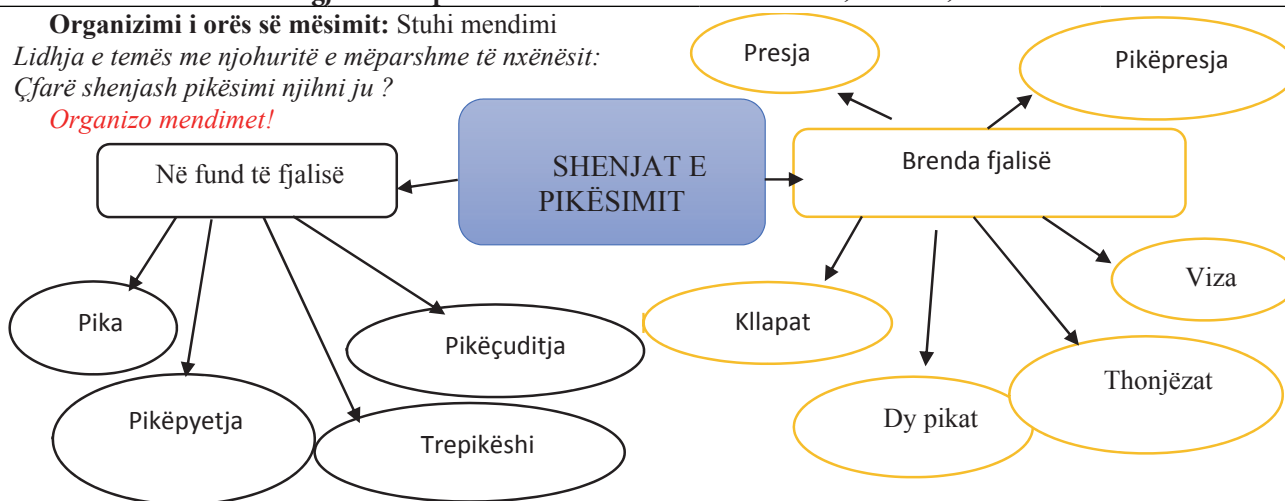 Organizimi i orës së mësimit: Stuhi mendimi
Lidhja e temës me njohuritë e mëparshme të nxënësit:
Çfarë shenjash pikësimi njihni ju ?
Organizo mendimet!
Presja
Pikëpresja
SHENJAT E
PIKËSIMIT
Në fund të fjalisë
Brenda fjalisë
Pika
Pikëçuditja
Pikëpyetja
Trepikëshi
Kllapat
Viza
Dy pikat
Thonjëzat